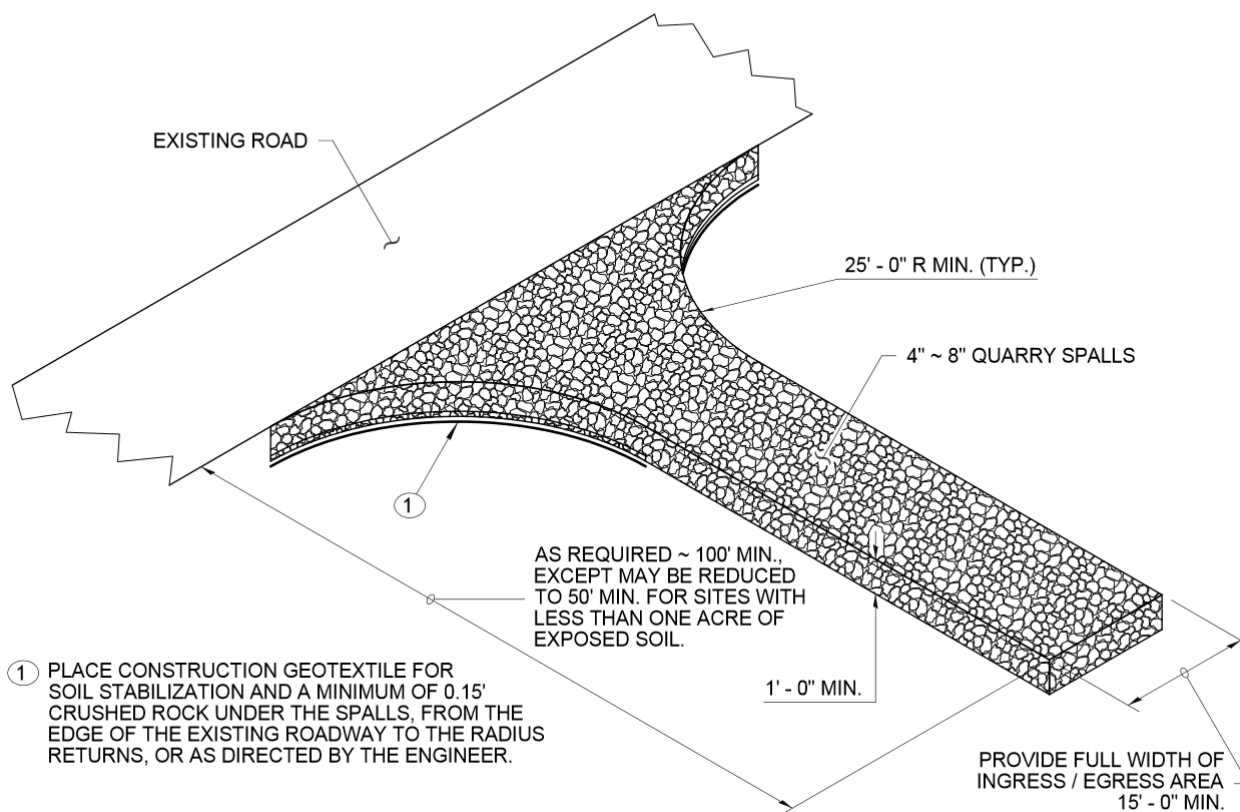 EXISTING ROAD
25' - 0" R MIN. (TYP.)
4" ~ 8" QUARRY SPALLS
1
AS REQUIRED ~ 100' MIN.,
EXCEPT MAY BE REDUCED
TO 50' MIN. FOR SITES WITH
LESS THAN ONE ACRE OF
EXPOSED SOIL.
1' - 0" MIN.
1 PLACE CONSTRUCTION GEOTEXTILE FOR
SOIL STABILIZATION AND A MINIMUM OF 0.15'
CRUSHED ROCK UNDER THE SPALLS, FROM THE
EDGE OF THE EXISTING ROADWAY TO THE RADIUS
RETURNS, OR AS DIRECTED BY THE ENGINEER.
PROVIDE FULL WIDTH OF
INGRESS / EGRESS AREA
15' - 0" MIN.